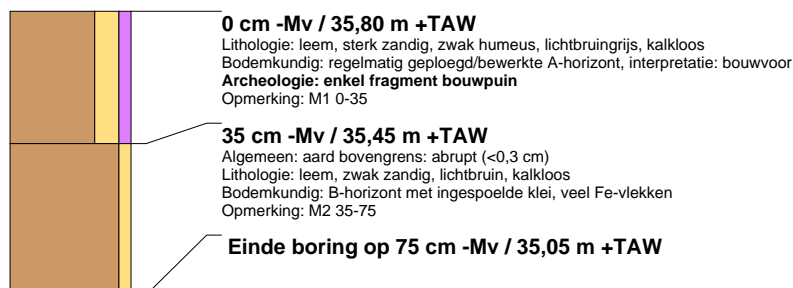 0 cm -Mv / 35,80 m +TAW
Lithologie: leem, sterk zandig, zwak humeus, lichtbruingrijs, kalkloos
Bodemkundig: regelmatig geploegd/bewerkte A-horizont, interpretatie: bouwvoor
Archeologie: enkel fragment bouwpuin
Opmerking: M1 0-35
35 cm -Mv / 35,45 m +TAW
Algemeen: aard bovengrens: abrupt (<0,3 cm)
Lithologie: leem, zwak zandig, lichtbruin, kalkloos
Bodemkundig: B-horizont met ingespoelde klei, veel Fe-vlekken
Opmerking: M2 35-75
Einde boring op 75 cm -Mv / 35,05 m +TAW